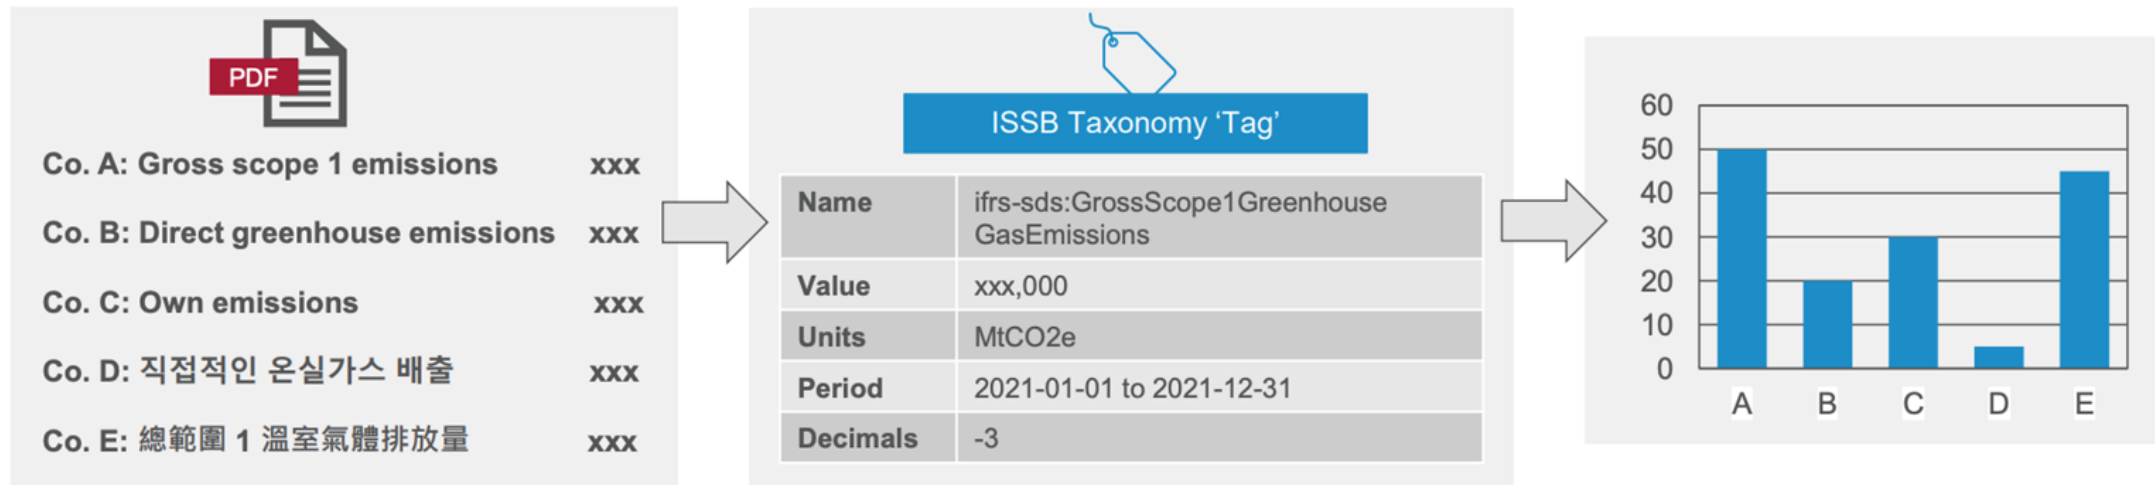 PDF
Co. A: Gross scope 1 emissions xxx
Co. B: Direct greenhouse emissions xxx
Co. C: Own emissions xxx
Co. D: 직접적인 온실가스 배출 xxx
Co. E: 總範圍 1 溫室氣體排放量 xxx
ISSB Taxonomy ‘Tag’
Name ifrs-sds:GrossScope1Greenhouse
GasEmissions
Value xxx,000
Units MtCO2e
Period 2021-01-01 to 2021-12-31
Decimals -3
60
50
40
30
20
10
0
A B C D E